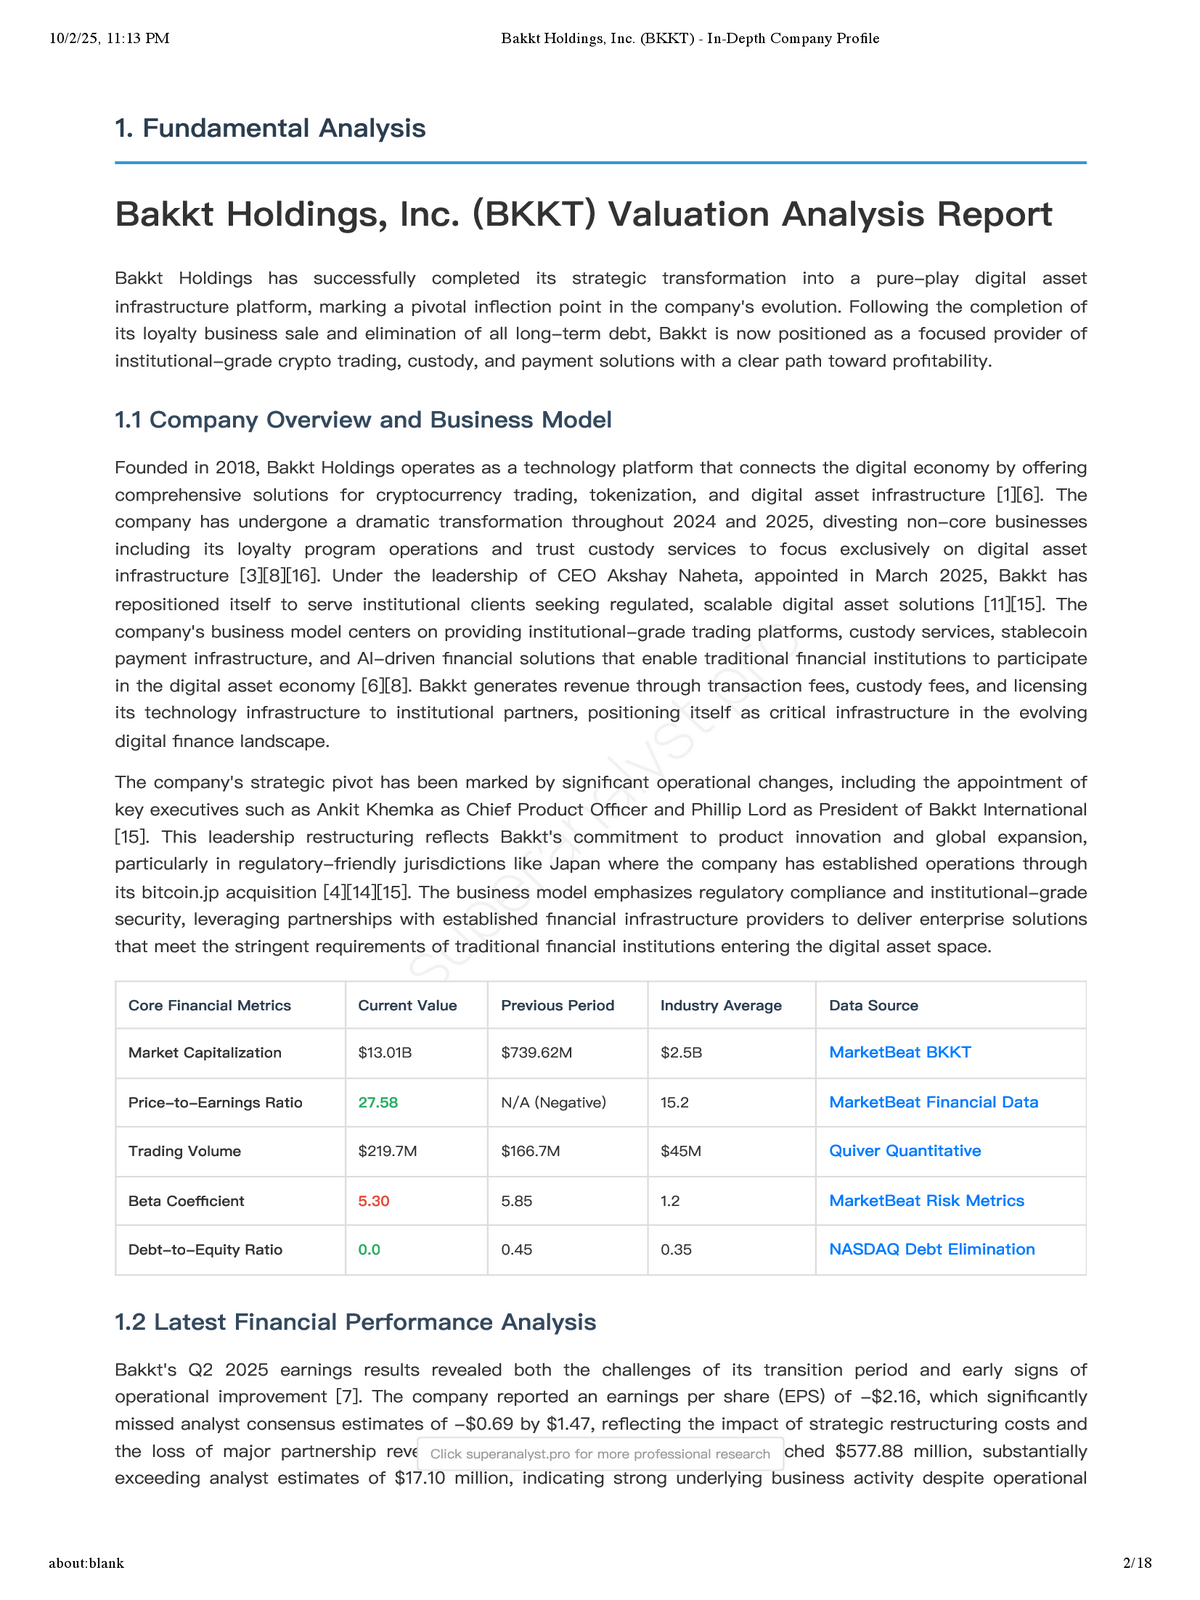 10/2/25, 11:13 PM
Bakkt Holdings, Inc. (BKKT) - In-Depth Company Profile
1. Fundamental Analysis
Bakkt Holdings, Inc. (BKKT) Valuation Analysis Report
Bakkt Holdings has successfully completed its strategic transformation into a pure-play digital asset
infrastructure platform, marking a pivotal inflection point in the company's evolution. Following the completion of
its loyalty business sale and elimination of all long-term debt, Bakkt is now positioned as a focused provider of
institutional-grade crypto trading, custody, and payment solutions with a clear path toward profitability.
1.1 Company Overview and Business Model
Founded in 2018, Bakkt Holdings operates as a technology platform that connects the digital economy by offering
comprehensive solutions for cryptocurrency trading, tokenization, and digital asset infrastructure [1][6]. The
company has undergone a dramatic transformation throughout 2024 and 2025, divesting non-core businesses
including its loyalty program operations and trust custody services to focus exclusively on digital asset
infrastructure [3][8][16]. Under the leadership of CEO Akshay Naheta, appointed in March 2025, Bakkt has
repositioned itself to serve institutional clients seeking regulated, scalable digital asset solutions [11][15]. The
company's business model centers on providing institutional-grade trading platforms, custody services, stablecoin
payment infrastructure, and AI-driven financial solutions that enable traditional financial institutions to participate
in the digital asset economy [6][8]. Bakkt generates revenue through transaction fees, custody fees, and licensing
its technology infrastructure to institutional partners, positioning itself as critical infrastructure in the evolving
digital finance landscape.
The company's strategic pivot has been marked by significant operational changes, including the appointment of
key executives such as Ankit Khemka as Chief Product Officer and Phillip Lord as President of Bakkt International
[15]. This leadership restructuring reflects Bakkt's commitment to product innovation and global expansion,
particularly in regulatory-friendly jurisdictions like Japan where the company has established operations through
its bitcoin.jp acquisition [4][14][15]. The business model emphasizes regulatory compliance and institutional-grade
security, leveraging partnerships with established financial infrastructure providers to deliver enterprise solutions
that meet the stringent requirements of traditional financial institutions entering the digital asset space.
superanalyst.pro
Core Financial Metrics Current Value Previous Period Industry Average Data Source
Market Capitalization $13.01B $739.62M $2.5B MarketBeat BKKT
Price-to-Earnings Ratio 27.58 N/A (Negative) 15.2 MarketBeat Financial Data
Trading Volume $219.7M $166.7M $45M Quiver Quantitative
Beta Coefficient 5.30 5.85 1.2 MarketBeat Risk Metrics
Debt-to-Equity Ratio 0.0 0.45 0.35 NASDAQ Debt Elimination
1.2 Latest Financial Performance Analysis
Bakkt's Q2 2025 earnings results revealed both the challenges of its transition period and early signs of
operational improvement [7]. The company reported an earnings per share (EPS) of -$2.16, which significantly
missed analyst consensus estimates of -$0.69 by $1.47, reflecting the impact of strategic restructuring costs and
the loss of major partnership reve Click superanalyst.pro for more professional research ched $577.88 million, substantially
exceeding analyst estimates of $17.10 million, indicating strong underlying business activity despite operational
about:blank
2/18